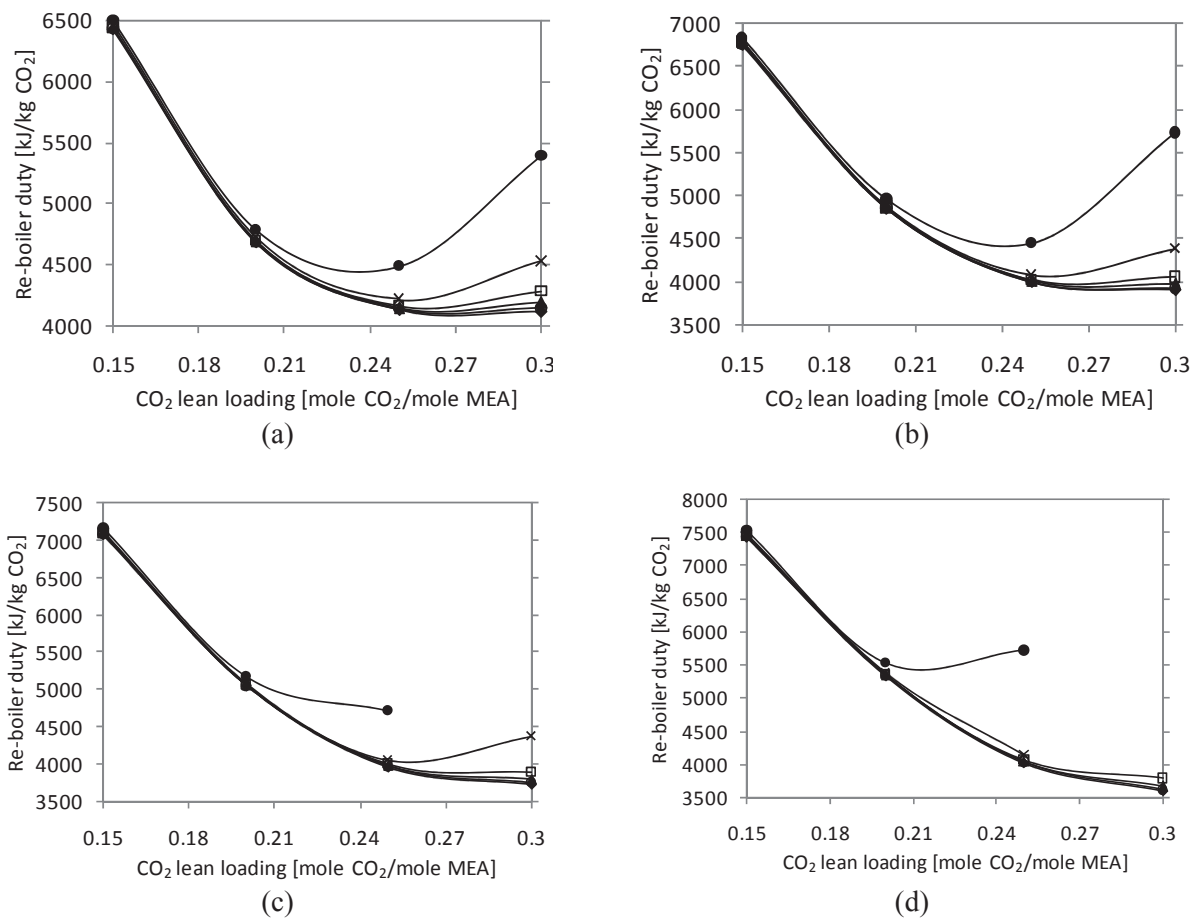 6500
6000
5500
5000
4500
4000
Re-boiler duty [kJ/kg CO₂]
0.15 0.18 0.21 0.24 0.27 0.3
CO₂ lean loading [mole CO₂/mole MEA]
(a)
7000
6500
6000
5500
5000
4500
4000
3500
Re-boiler duty [kJ/kg CO₂]
0.15 0.18 0.21 0.24 0.27 0.3
CO₂ lean loading [mole CO₂/mole MEA]
(b)
7500
7000
6500
6000
5500
5000
4500
4000
3500
Re-boiler duty [kJ/kg CO₂]
0.15 0.18 0.21 0.24 0.27 0.3
CO₂ lean loading [mole CO₂/mole MEA]
(c)
8000
7500
7000
6500
6000
5500
5000
4500
4000
3500
Re-boiler duty [kJ/kg CO₂]
0.15 0.18 0.21 0.24 0.27 0.3
CO₂ lean loading [mole CO₂/mole MEA]
(d)